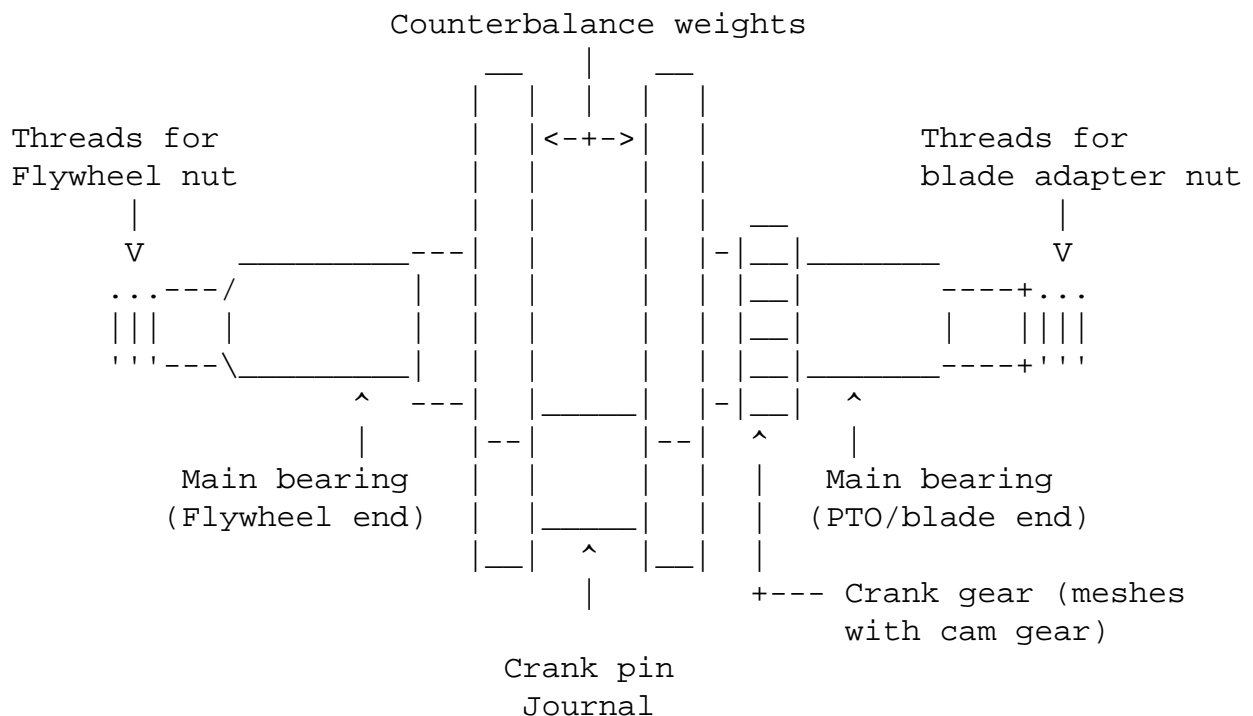 Counterbalance weights
Threads for
Flywheel nut
Threads for
blade adapter nut
Main bearing
(Flywheel end)
Main bearing
(PTO/blade end)
Crank gear (meshes
with cam gear)
Crank pin
Journal